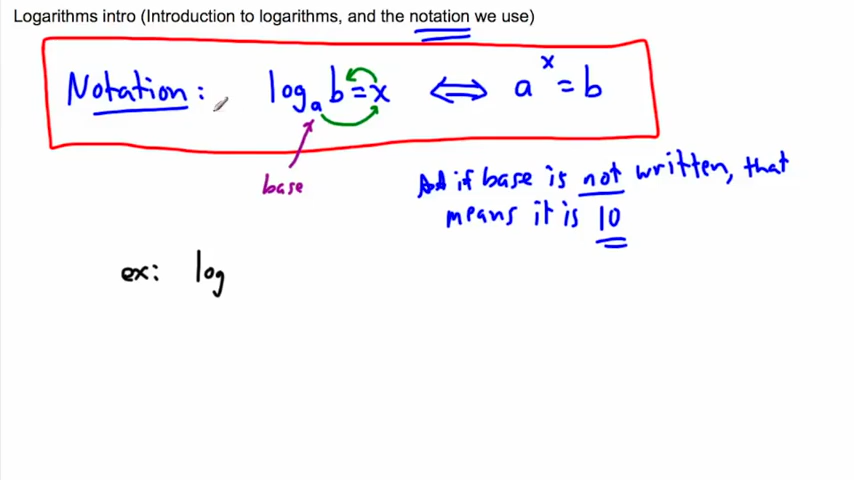 Logarithms intro (Introduction to logarithms, and the notation we use)
Notation: logₐ b = x ⟺ aˣ = b
base
if base is not written, that
means it is 10
ex: log